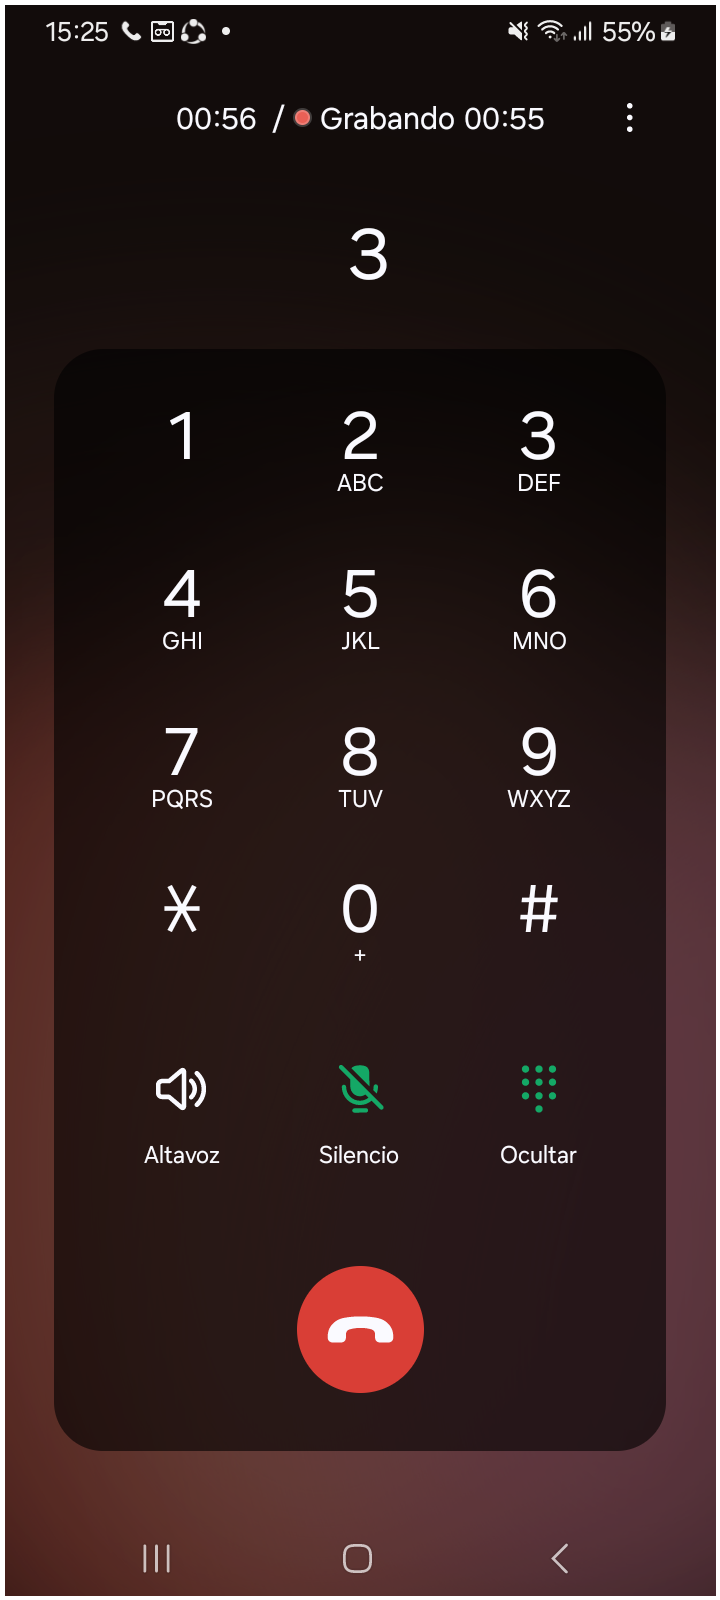 15:25 55%
00:56 / Grabando 00:55
3
1 2 3
ABC DEF
4 5 6
GHI JKL MNO
7 8 9
PQRS TUV WXYZ
* 0 #
+
Altavoz Silencio Ocultar